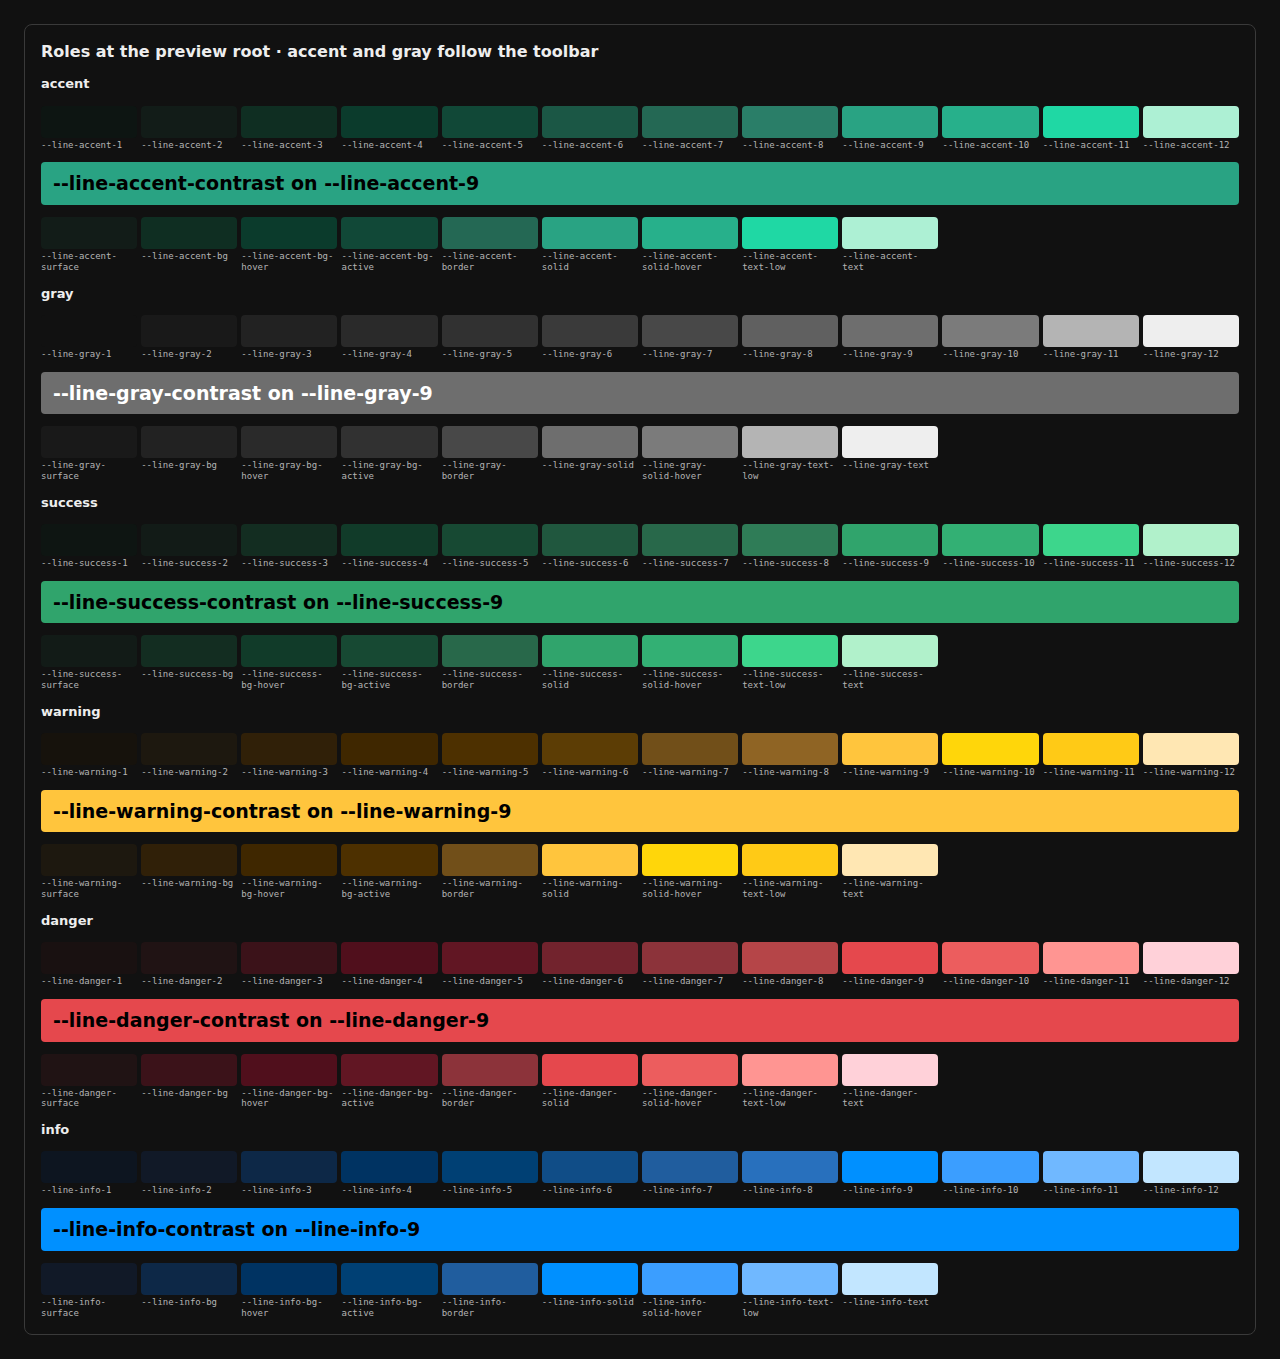 Roles at the preview root · accent and gray follow the toolbar
accent
--line-accent-1 --line-accent-2 --line-accent-3 --line-accent-4 --line-accent-5 --line-accent-6 --line-accent-7 --line-accent-8 --line-accent-9 --line-accent-10 --line-accent-11 --line-accent-12
--line-accent-contrast on --line-accent-9
--line-accent- --line-accent-bg --line-accent-bg- --line-accent-bg- --line-accent- --line-accent- --line-accent- --line-accent- --line-accent-
surface hover active border solid solid-hover text-low text
gray
--line-gray-1 --line-gray-2 --line-gray-3 --line-gray-4 --line-gray-5 --line-gray-6 --line-gray-7 --line-gray-8 --line-gray-9 --line-gray-10 --line-gray-11 --line-gray-12
--line-gray-contrast on --line-gray-9
--line-gray- --line-gray-bg --line-gray-bg- --line-gray-bg- --line-gray- --line-gray-solid --line-gray- --line-gray-text- --line-gray-text
surface hover active border solid-hover low
success
--line-success-1 --line-success-2 --line-success-3 --line-success-4 --line-success-5 --line-success-6 --line-success-7 --line-success-8 --line-success-9 --line-success-10 --line-success-11 --line-success-12
--line-success-contrast on --line-success-9
--line-success- --line-success-bg --line-success- --line-success- --line-success- --line-success- --line-success- --line-success- --line-success-
surface bg-hover bg-active border solid solid-hover text-low text
warning
--line-warning-1 --line-warning-2 --line-warning-3 --line-warning-4 --line-warning-5 --line-warning-6 --line-warning-7 --line-warning-8 --line-warning-9 --line-warning-10 --line-warning-11 --line-warning-12
--line-warning-contrast on --line-warning-9
--line-warning- --line-warning-bg --line-warning- --line-warning- --line-warning- --line-warning- --line-warning- --line-warning- --line-warning-
surface bg-hover bg-active border solid solid-hover text-low text
danger
--line-danger-1 --line-danger-2 --line-danger-3 --line-danger-4 --line-danger-5 --line-danger-6 --line-danger-7 --line-danger-8 --line-danger-9 --line-danger-10 --line-danger-11 --line-danger-12
--line-danger-contrast on --line-danger-9
--line-danger- --line-danger-bg --line-danger-bg- --line-danger-bg- --line-danger- --line-danger- --line-danger- --line-danger- --line-danger-
surface hover active border solid solid-hover text-low text
info
--line-info-1 --line-info-2 --line-info-3 --line-info-4 --line-info-5 --line-info-6 --line-info-7 --line-info-8 --line-info-9 --line-info-10 --line-info-11 --line-info-12
--line-info-contrast on --line-info-9
--line-info- --line-info-bg --line-info-bg- --line-info-bg- --line-info- --line-info-solid --line-info- --line-info-text- --line-info-text
surface hover active border solid-hover low